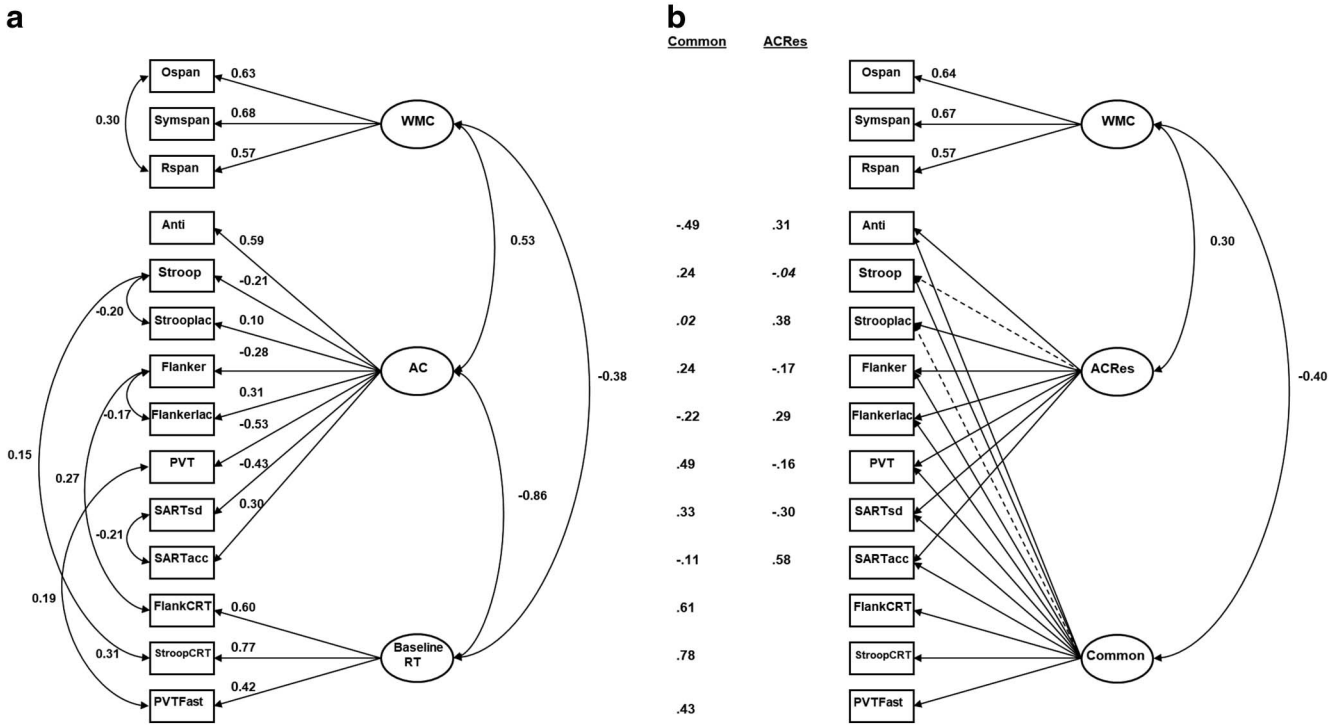 a
Ospan
Symspan
Rspan
0.30
0.63
0.68
0.57
WMC
Anti
Stroop
Strooplac
Flanker
Flankerlac
PVT
SARTsd
SARTacc
0.59
-0.21
0.10
-0.28
0.31
-0.53
-0.43
0.30
AC
-0.20
-0.17
0.15
0.27
-0.21
0.19
0.31
FlankCRT
StroopCRT
PVTFast
0.60
0.77
0.42
Baseline
RT
0.53
-0.38
-0.86
b
Common ACRes
-.49 .31
.24 -.04
.02 .38
.24 -.17
-.22 .29
.49 -.16
.33 -.30
-.11 .58
.61
.78
.43
Ospan
Symspan
Rspan
0.64
0.67
0.57
WMC
Anti
Stroop
Strooplac
Flanker
Flankerlac
PVT
SARTsd
SARTacc
FlankCRT
StroopCRT
PVTFast
ACRes
Common
0.30
-0.40